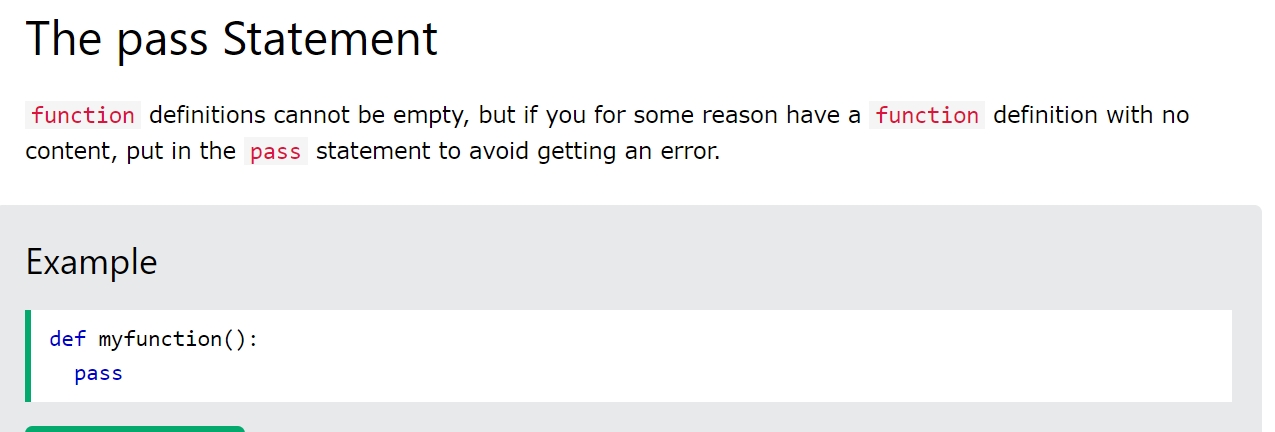 The pass Statement
function definitions cannot be empty, but if you for some reason have a function definition with no
content, put in the pass statement to avoid getting an error.
Example
def myfunction():
  pass